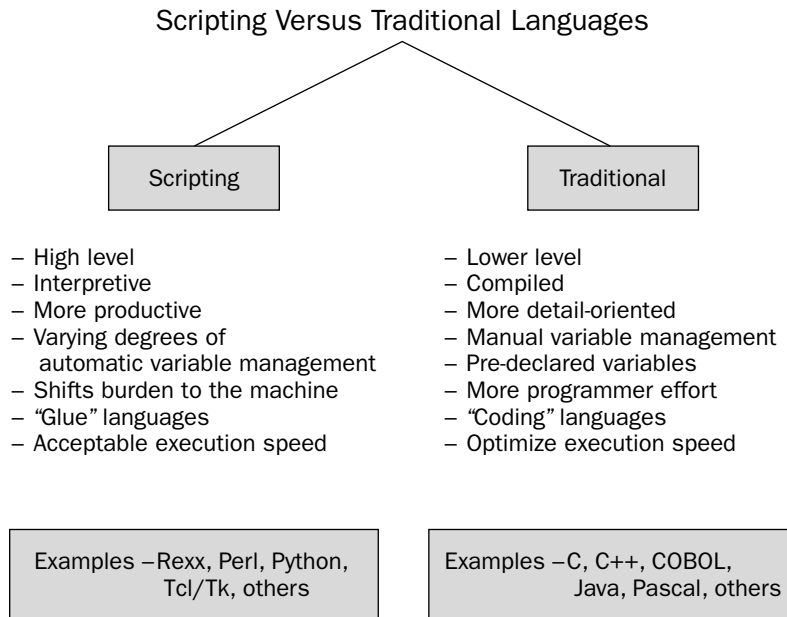 Scripting Versus Traditional Languages
Scripting
– High level
– Interpretive
– More productive
– Varying degrees of
automatic variable management
– Shifts burden to the machine
– “Glue” languages
– Acceptable execution speed
Examples –Rexx, Perl, Python,
Tcl/Tk, others
Traditional
– Lower level
– Compiled
– More detail-oriented
– Manual variable management
– Pre-declared variables
– More programmer effort
– “Coding” languages
– Optimize execution speed
Examples –C, C++, COBOL,
Java, Pascal, others